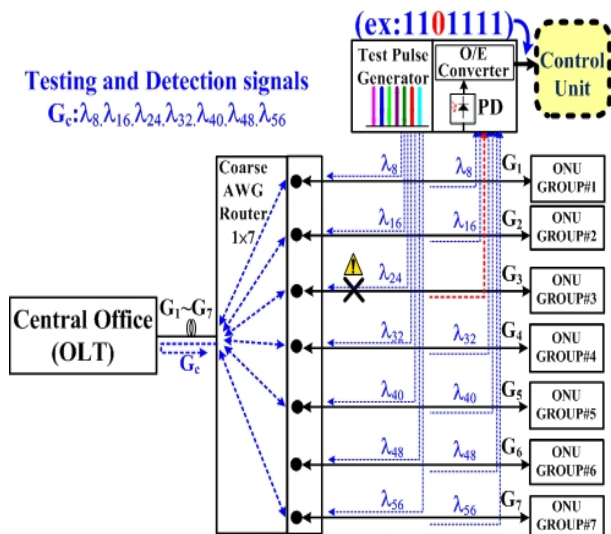 (ex:1101111)
Testing and Detection signals
Gc:λ8,λ16,λ24,λ32,λ40,λ48,λ56
Test Pulse
Generator
O/E
Converter
PD
Control
Unit
Coarse
AWG
Router
1×7
λ8
λ8
G1
ONU
GROUP#1
λ16
λ16
G2
ONU
GROUP#2
λ24
G3
ONU
GROUP#3
Central Office
(OLT)
G1~G7
Gc
λ32
λ32
G4
ONU
GROUP#4
λ40
λ40
G5
ONU
GROUP#5
λ48
λ48
G6
ONU
GROUP#6
λ56
λ56
G7
ONU
GROUP#7